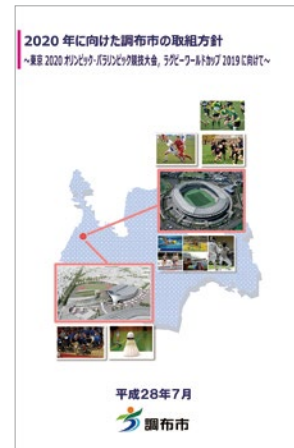 2020年に向けた調布市の取組方針
~東京2020オリンピック・パラリンピック競技大会，ラグビーワールドカップ2019に向けて~
平成28年7月
調布市